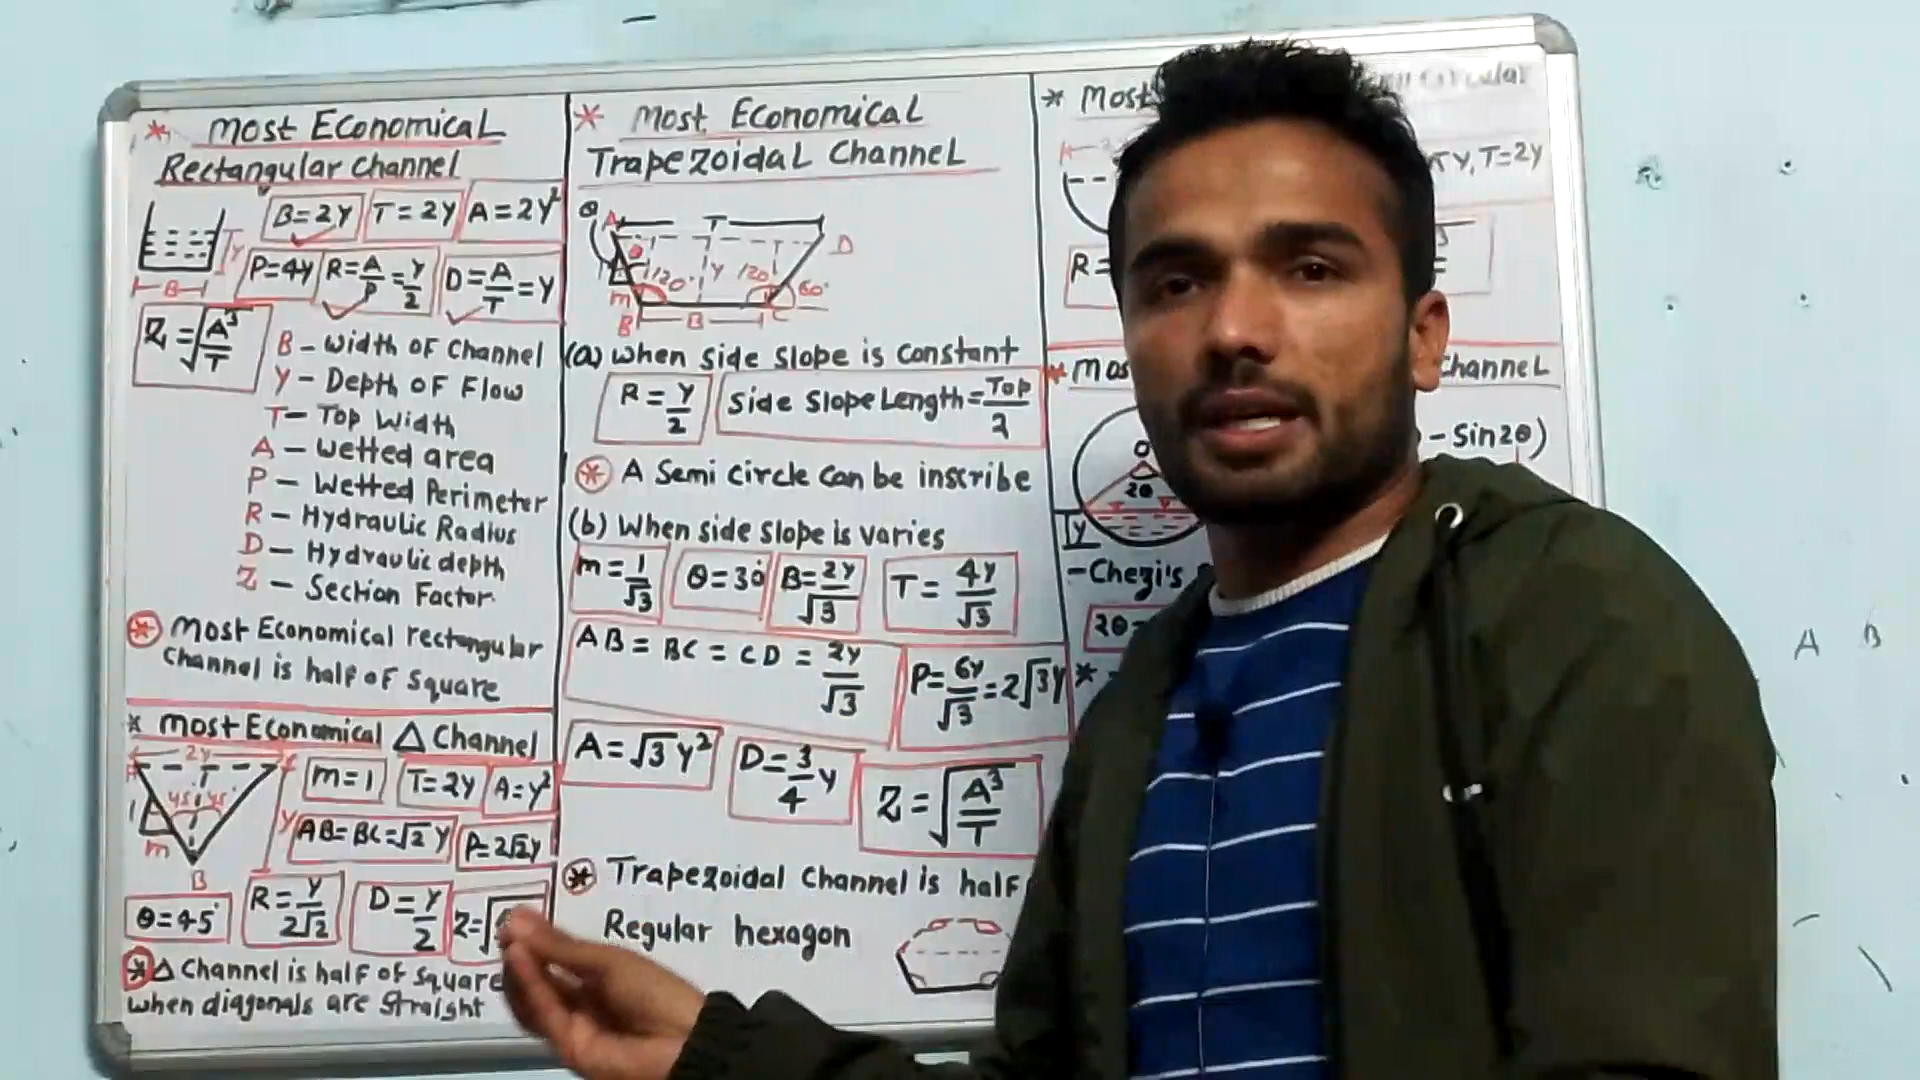 * Most Economical
Rectangular Channel
B=2Y T=2Y A=2Y²
Y
P=4Y R=A/P=Y/2 D=A/T=Y
B
Z=√(A³/T)
B - Width of Channel
Y - Depth of Flow
T - Top Width
A - Wetted area
P - Wetted Perimeter
R - Hydraulic Radius
D - Hydraulic depth
Z - Section Factor
* Most Economical rectangular
Channel is half of square
* Most Economical △ Channel
2Y
T
45° 45°
1
m
B
Y
m=1 T=2Y A=Y²
AB=BC=√2 Y P=2√2Y
θ=45° R=Y/2√2 D=Y/2 Z=√
* △ Channel is half of square
when diagonals are straight
* Most Economical
Trapezoidal Channel
θ A T D
θ 120° Y 120° 60°
m
B B C
(a) When side slope is constant
R=Y/2 Side Slope Length=Top/2
* A Semi Circle can be inscribe
(b) When side slope is varies
m=1/√3 θ=30° B=2Y/√3 T=4Y/√3
AB=BC=CD=2Y/√3 P=6Y/√3=2√3Y
A=√3Y² D=3/4Y Z=√(A³/T)
* Trapezoidal Channel is half
Regular hexagon
* Most
Y, T=2Y
R=
* Mos
Channel
- Sin2θ)
O
2θ
Y
-Chezi's
2θ=
*
A B